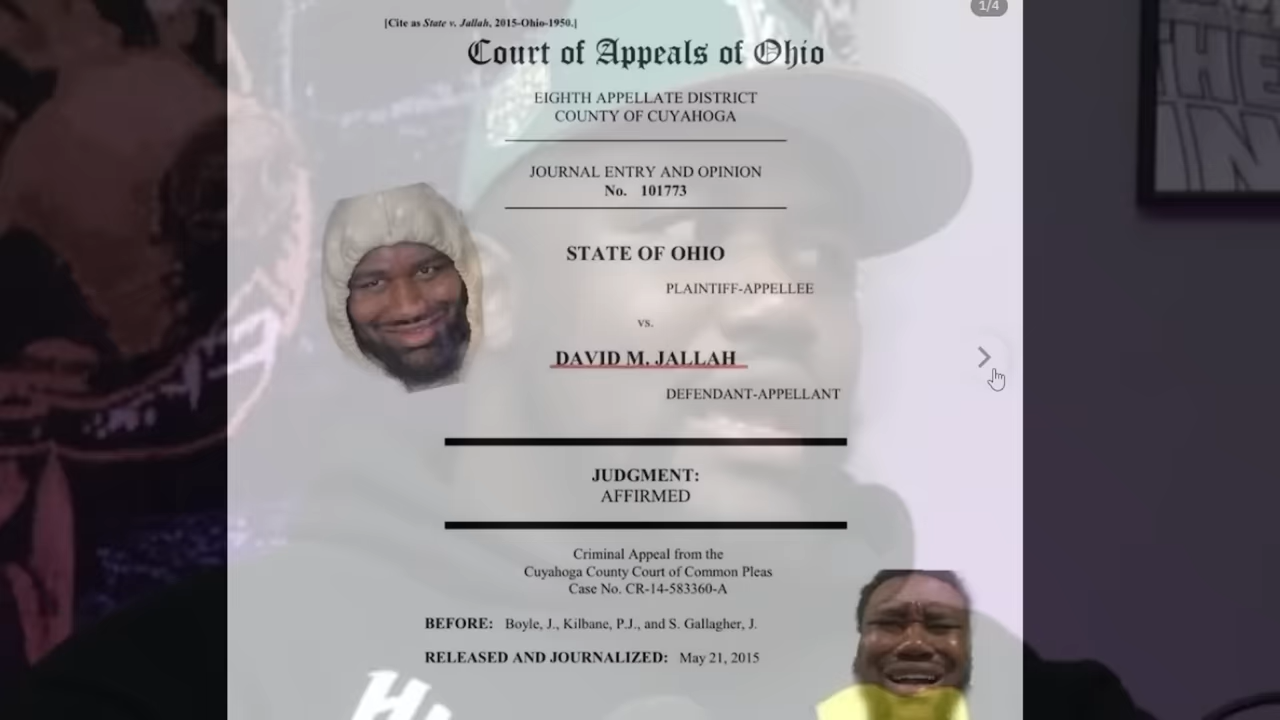 1/4
[Cite as State v. Jallah, 2015-Ohio-1950.]
Court of Appeals of Ohio
EIGHTH APPELLATE DISTRICT
COUNTY OF CUYAHOGA
JOURNAL ENTRY AND OPINION
No. 101773
STATE OF OHIO
PLAINTIFF-APPELLEE
vs.
DAVID M. JALLAH
DEFENDANT-APPELLANT
JUDGMENT:
AFFIRMED
Criminal Appeal from the
Cuyahoga County Court of Common Pleas
Case No. CR-14-583360-A
BEFORE: Boyle, J., Kilbane, P.J., and S. Gallagher, J.
RELEASED AND JOURNALIZED: May 21, 2015